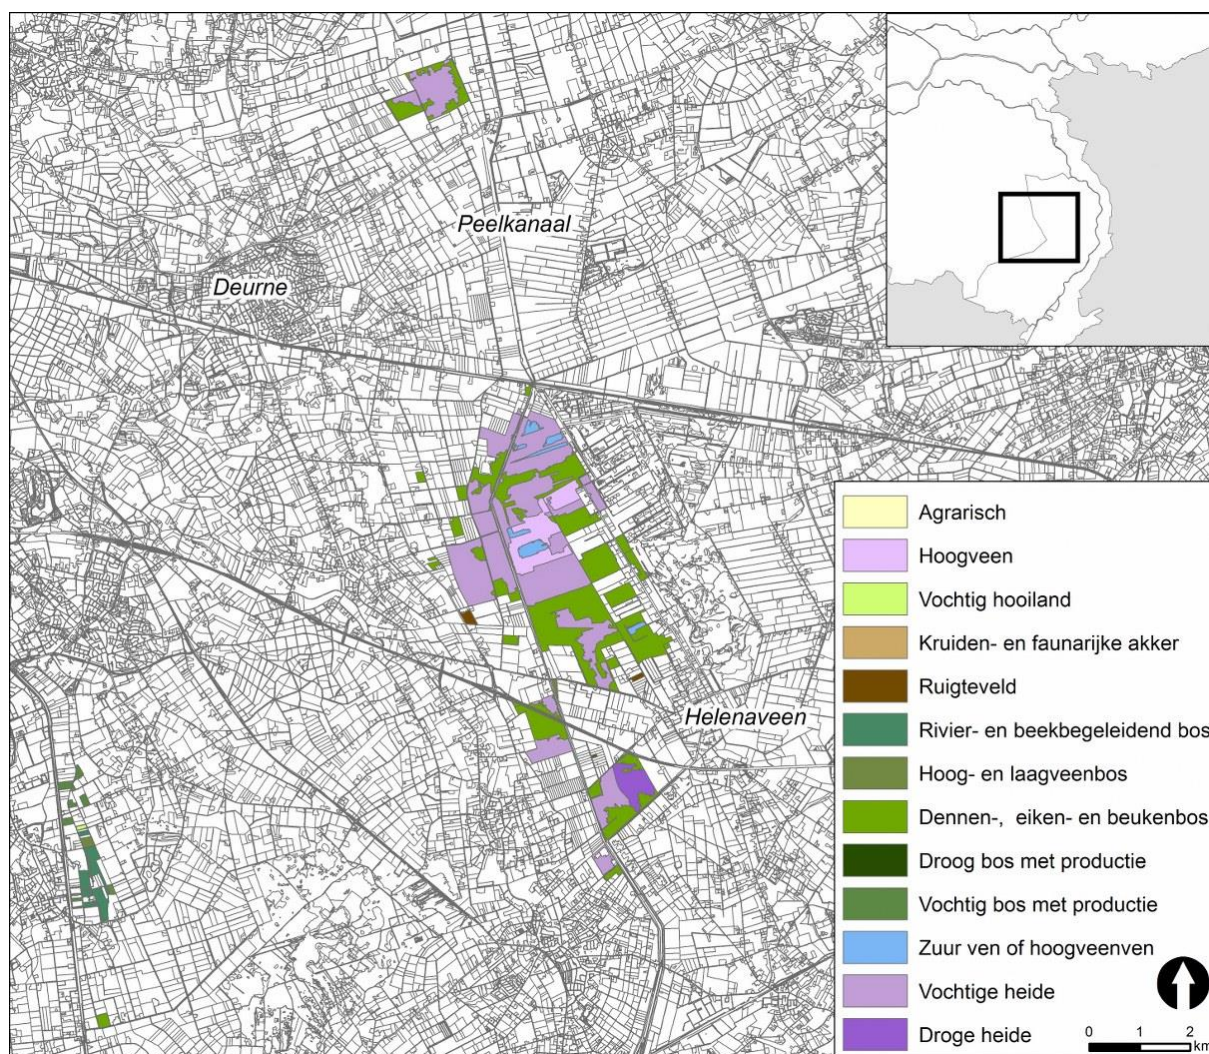 Peelkanaal
Deurne
Helenaveen
Agrarisch
Hoogveen
Vochtig hooiland
Kruiden- en faunarijke akker
Ruigteveld
Rivier- en beekbegeleidend bos
Hoog- en laagveenbos
Dennen-, eiken- en beukenbos
Droog bos met productie
Vochtig bos met productie
Zuur ven of hoogveenven
Vochtige heide
Droge heide
0 1 2
km